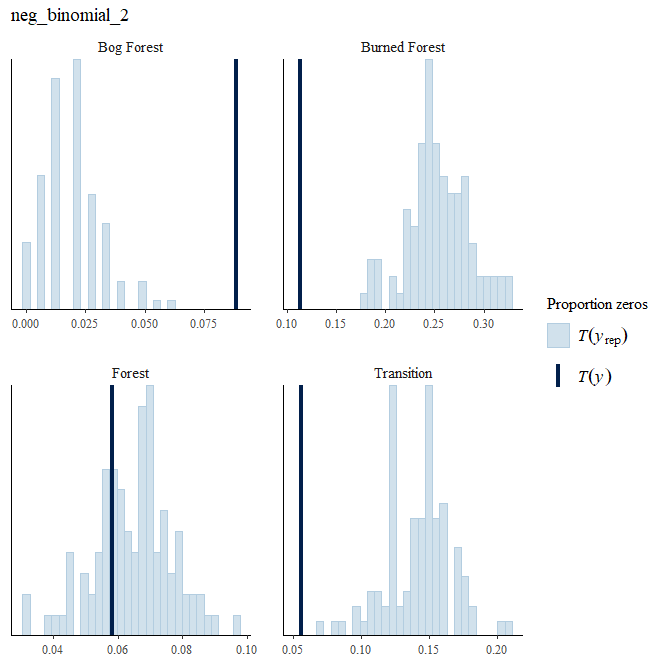 neg_binomial_2
Bog Forest
Burned Forest
0.000 0.025 0.050 0.075
0.10 0.15 0.20 0.25 0.30
Proportion zeros
T(yrep)
T(y)
Forest
Transition
0.04 0.06 0.08 0.10
0.05 0.10 0.15 0.20